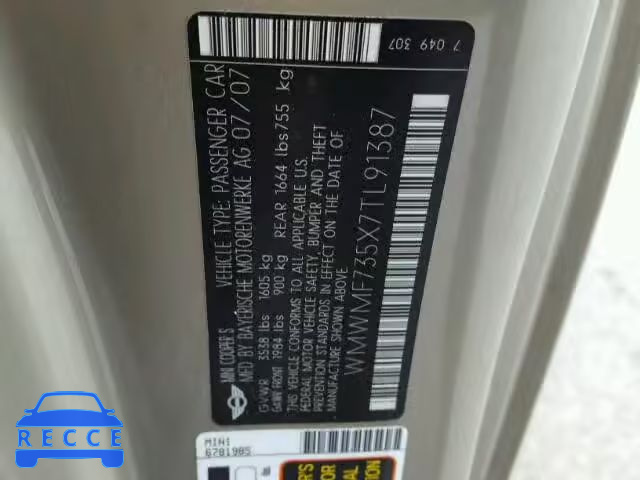 MINI COOPER S
VEHICLE TYPE: PASSENGER CAR
MFD BY BAYERISCHE MOTORENWERKE AG 07/07
GVWR 3538 lbs 1605 kg
GAWR FRONT 1984 lbs 900 kg REAR 1664 lbs 755 kg
THIS VEHICLE CONFORMS TO ALL APPLICABLE U.S.
FEDERAL MOTOR VEHICLE SAFETY, BUMPER AND THEFT
PREVENTION STANDARDS IN EFFECT ON THE DATE OF
MANUFACTURE SHOWN ABOVE.
WMWMF735X7TL91387
7 049 307
MINI
6781985
RECCE